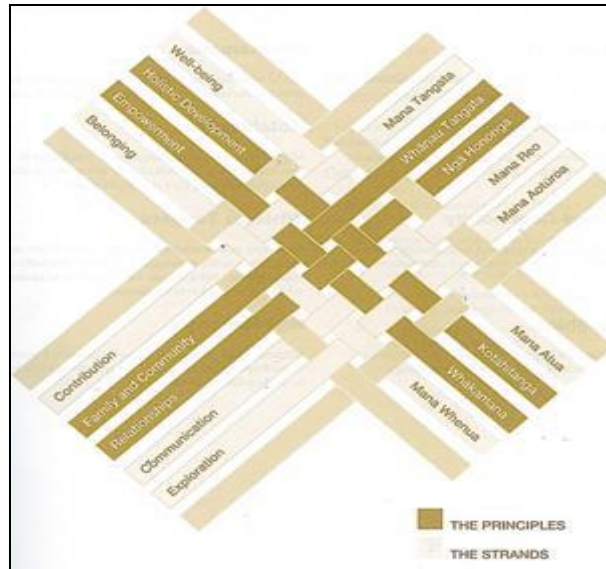 Well-being
Holistic Development
Empowerment
Belonging
Mana Tangata
Whānau Tangata
Ngā Hononga
Mana Reo
Mana Aotūroa
Contribution
Family and Community
Relationships
Communication
Exploration
Mana Atua
Kotahitanga
Whakamana
Mana Whenua
THE PRINCIPLES
THE STRANDS